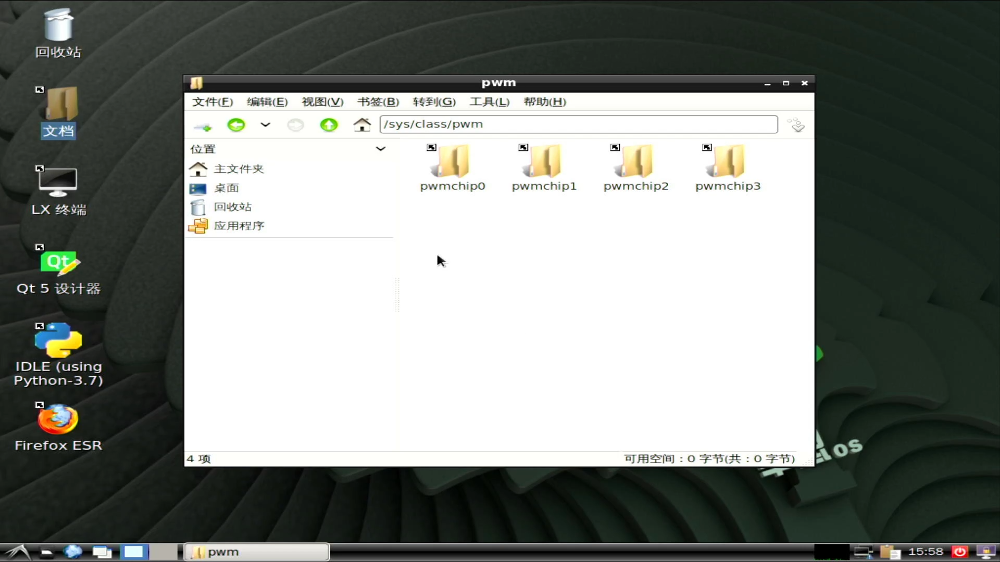 回收站
文档
LX 终端
Qt 5 设计器
IDLE (using
Python-3.7)
Firefox ESR
pwm
文件(F) 编辑(E) 视图(V) 书签(B) 转到(G) 工具(L) 帮助(H)
/sys/class/pwm
位置
主文件夹
桌面
回收站
应用程序
pwmchip0 pwmchip1 pwmchip2 pwmchip3
4 项
可用空间：0 字节(共：0 字节)
pwm
15:58